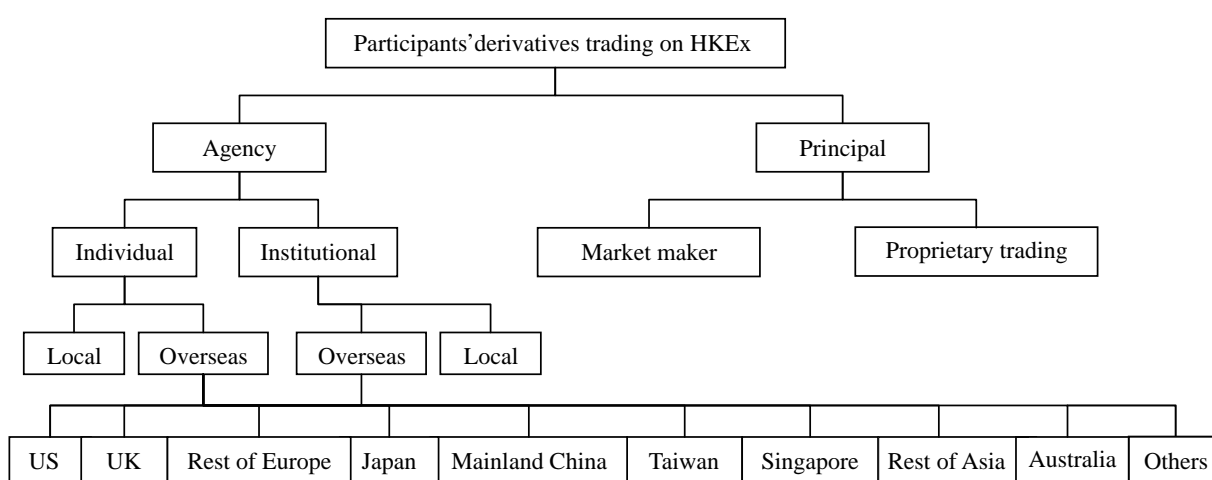 Participants’derivatives trading on HKEx
Agency
Principal
Individual
Institutional
Market maker
Proprietary trading
Local
Overseas
Overseas
Local
US
UK
Rest of Europe
Japan
Mainland China
Taiwan
Singapore
Rest of Asia
Australia
Others